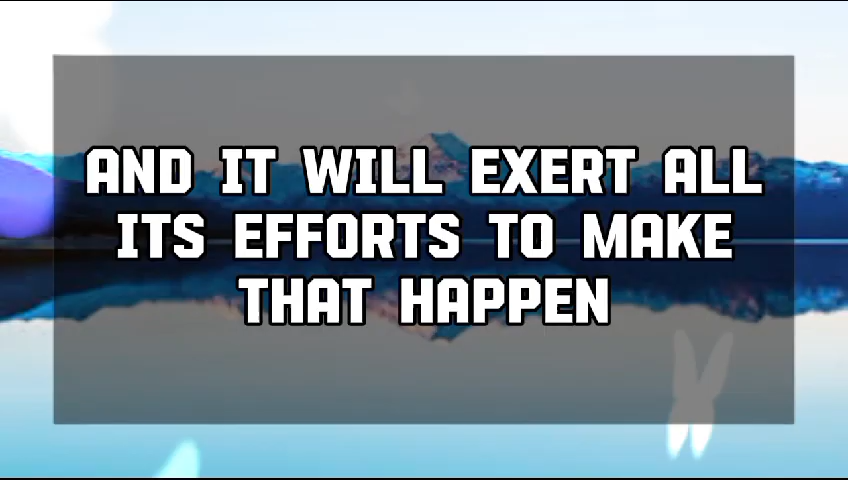 AND IT WILL EXERT ALL
ITS EFFORTS TO MAKE
THAT HAPPEN